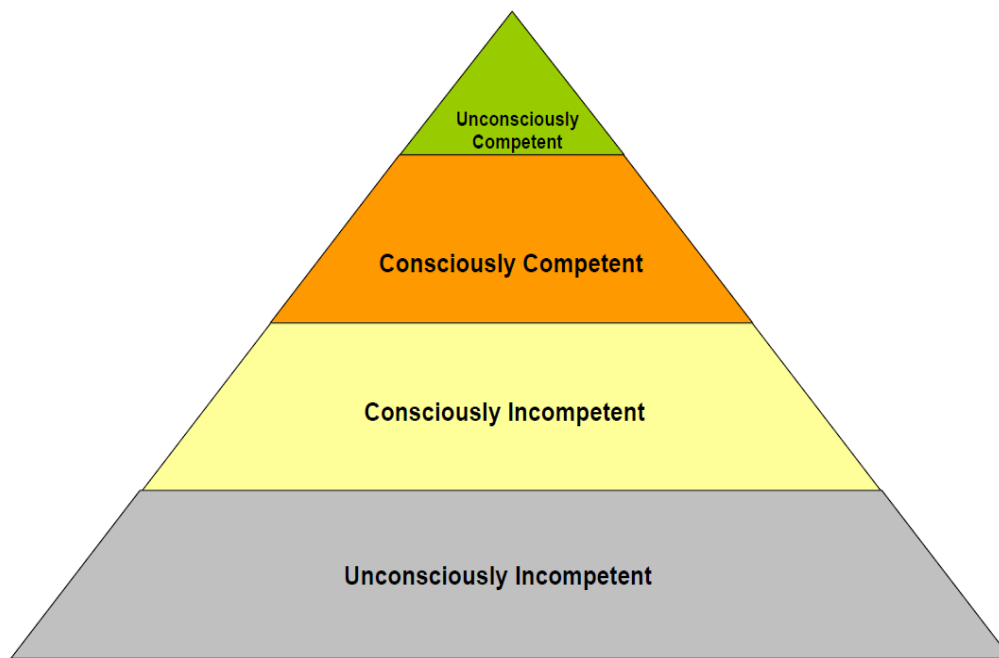 Unconsciously
Competent
Consciously Competent
Consciously Incompetent
Unconsciously Incompetent